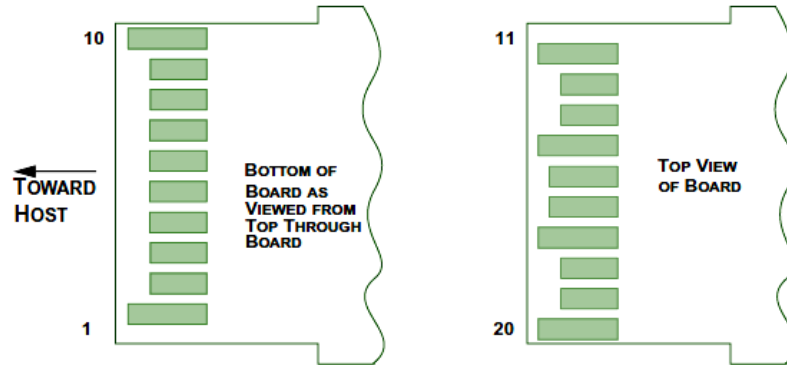 10
TOWARD
HOST
1
BOTTOM OF
BOARD AS
VIEWED FROM
TOP THROUGH
BOARD
11
TOP VIEW
OF BOARD
20